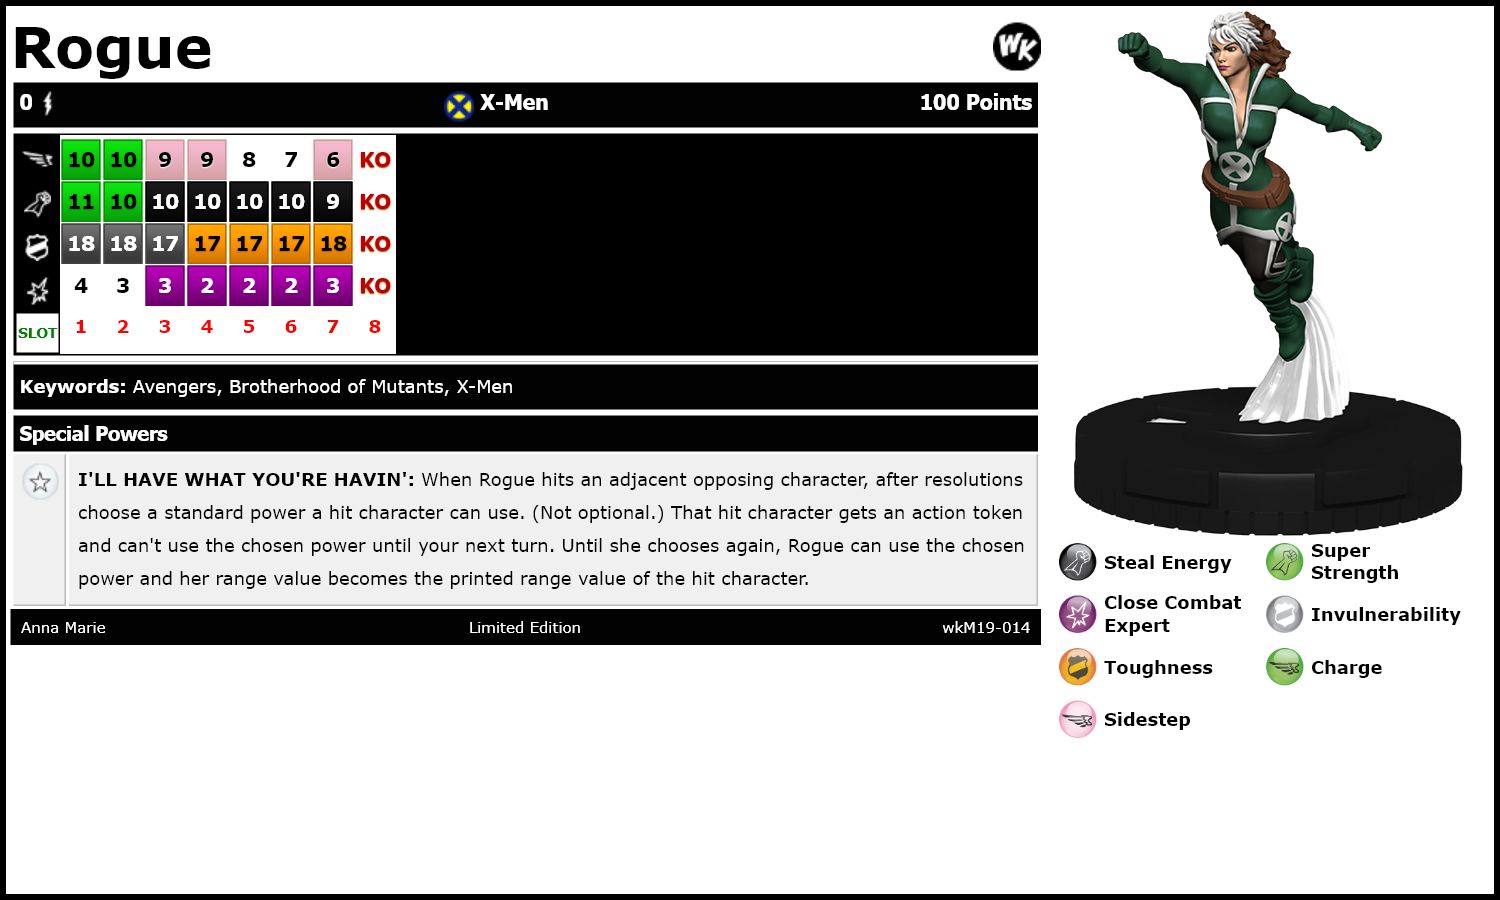 Rogue
WK
0 X-Men 100 Points
10 10 9 9 8 7 6 KO
11 10 10 10 10 10 9 KO
18 18 17 17 17 17 18 KO
4 3 3 2 2 2 3 KO
SLOT 1 2 3 4 5 6 7 8
Keywords: Avengers, Brotherhood of Mutants, X-Men
Special Powers
I'LL HAVE WHAT YOU'RE HAVIN': When Rogue hits an adjacent opposing character, after resolutions
choose a standard power a hit character can use. (Not optional.) That hit character gets an action token
and can't use the chosen power until your next turn. Until she chooses again, Rogue can use the chosen
power and her range value becomes the printed range value of the hit character.
Anna Marie Limited Edition wkM19-014
Steal Energy
Super
Strength
Close Combat
Expert
Invulnerability
Toughness
Charge
Sidestep